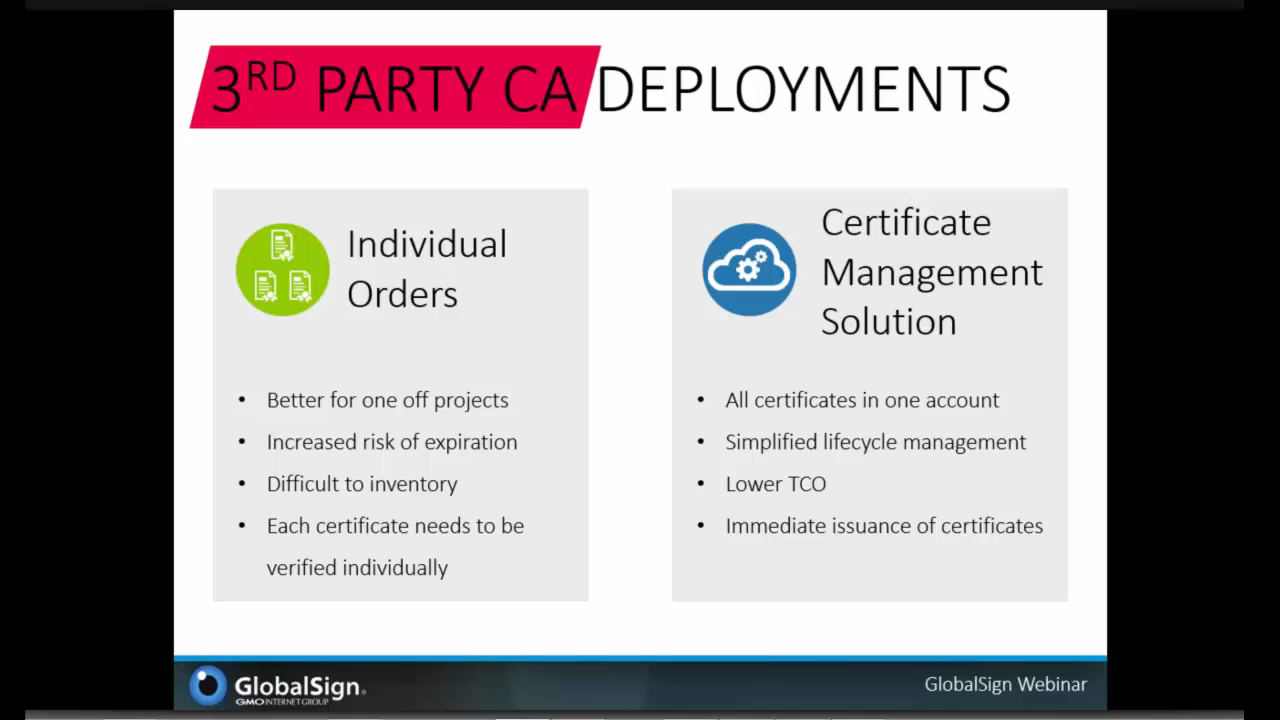 3RD PARTY CA DEPLOYMENTS
Individual
Orders
• Better for one off projects
• Increased risk of expiration
• Difficult to inventory
• Each certificate needs to be
verified individually
Certificate
Management
Solution
• All certificates in one account
• Simplified lifecycle management
• Lower TCO
• Immediate issuance of certificates
GlobalSign®
GMO INTERNET GROUP
GlobalSign Webinar